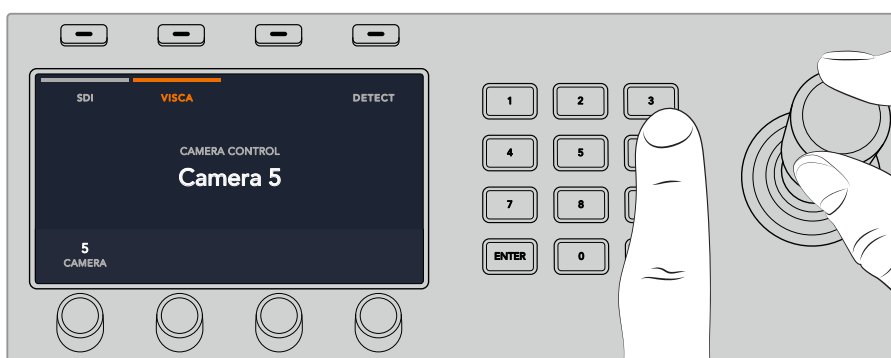 SDI VISCA DETECT
1 2 3
CAMERA CONTROL
4 5
Camera 5
7 8
5
CAMERA
ENTER 0